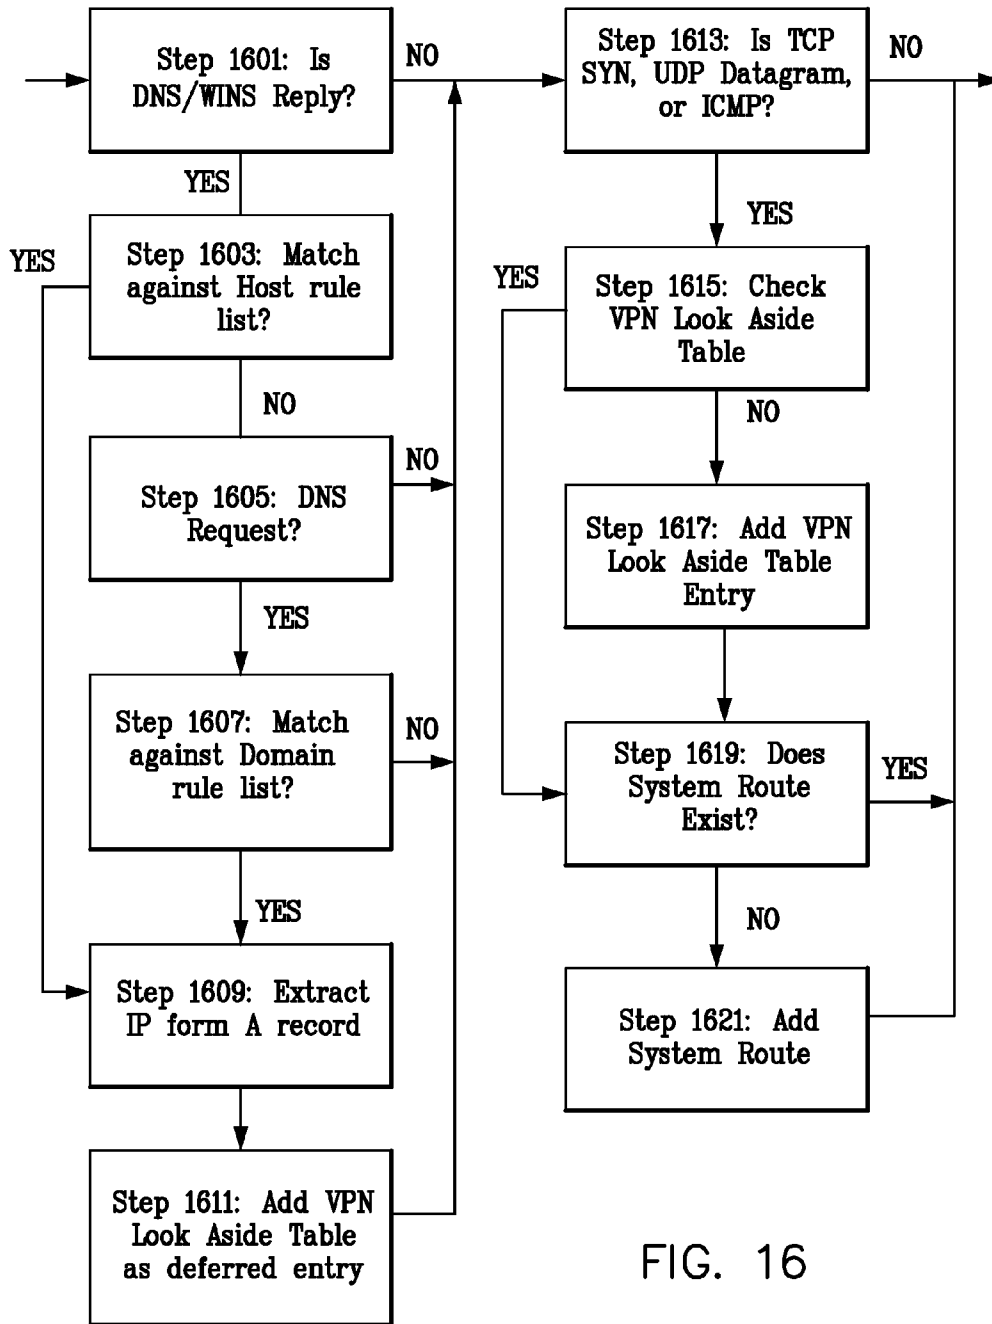 Step 1601: Is
DNS/WINS Reply?
NO
YES
Step 1603: Match
against Host rule
list?
YES
NO
Step 1605: DNS
Request?
NO
YES
Step 1607: Match
against Domain
rule list?
NO
YES
Step 1609: Extract
IP form A record
Step 1611: Add VPN
Look Aside Table
as deferred entry
Step 1613: Is TCP
SYN, UDP Datagram,
or ICMP?
NO
YES
Step 1615: Check
VPN Look Aside
Table
YES
NO
Step 1617: Add VPN
Look Aside Table
Entry
Step 1619: Does
System Route
Exist?
YES
NO
Step 1621: Add
System Route
FIG. 16